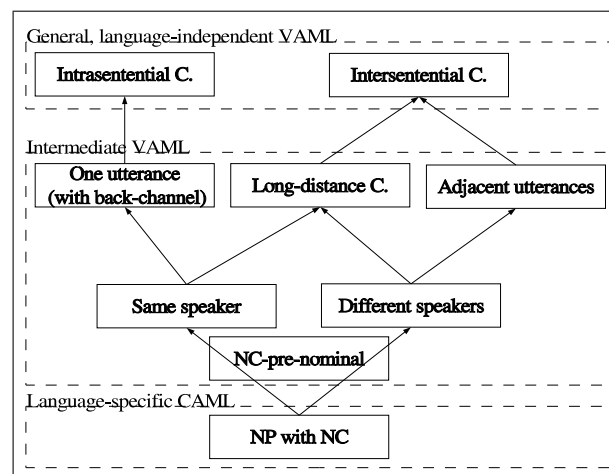 General, language-independent VAML
Intrasentential C.
Intersentential C.
Intermediate VAML
One utterance
(with back-channel)
Long-distance C.
Adjacent utterances
Same speaker
Different speakers
NC-pre-nominal
Language-specific CAML
NP with NC